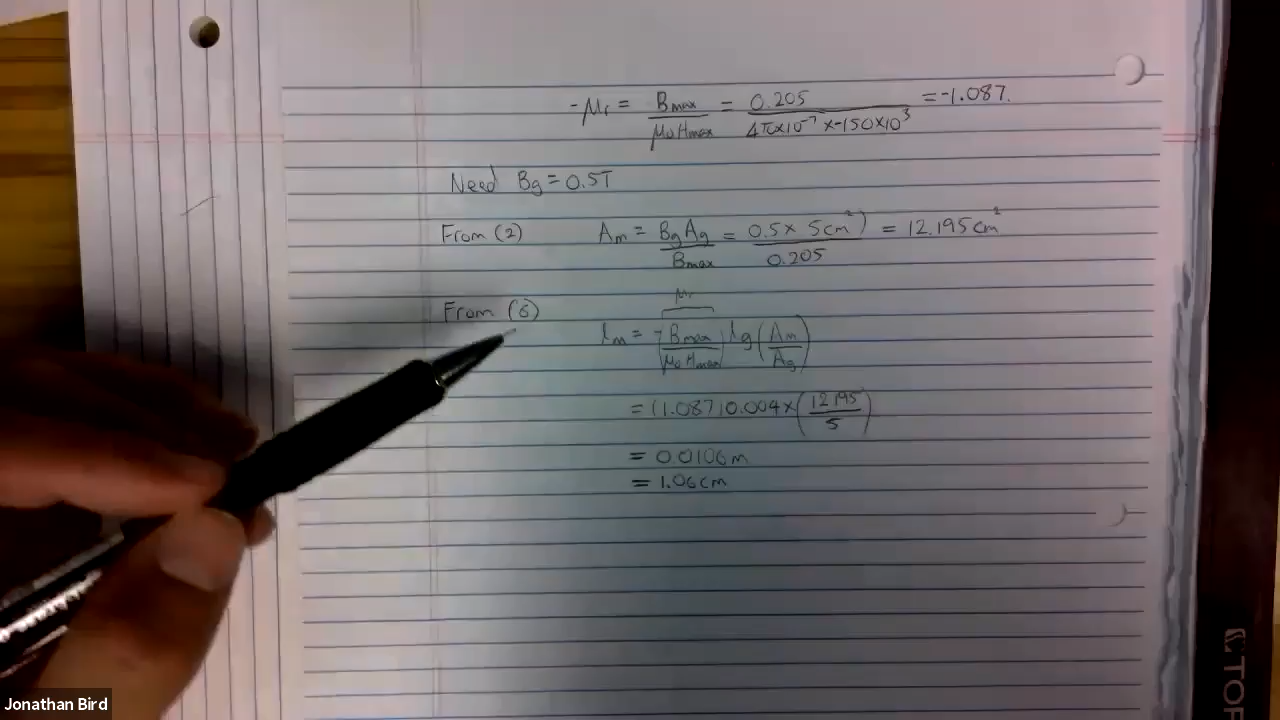 -μr = Bmax / μ0Hmax = 0.205 / 4π×10⁻⁷ × -150×10³ = -1.087.
Need Bg = 0.5T
From (2) Am = BgAg / Bmax = 0.5 × 5cm²) / 0.205 = 12.195cm²
μr
From (6) lm = -(Bmax / μ0Hmax) lg (Am / Ag)
= (1.087)0.004 × (12.195 / 5)
= 0.0106m
= 1.06cm
Jonathan Bird
TOP